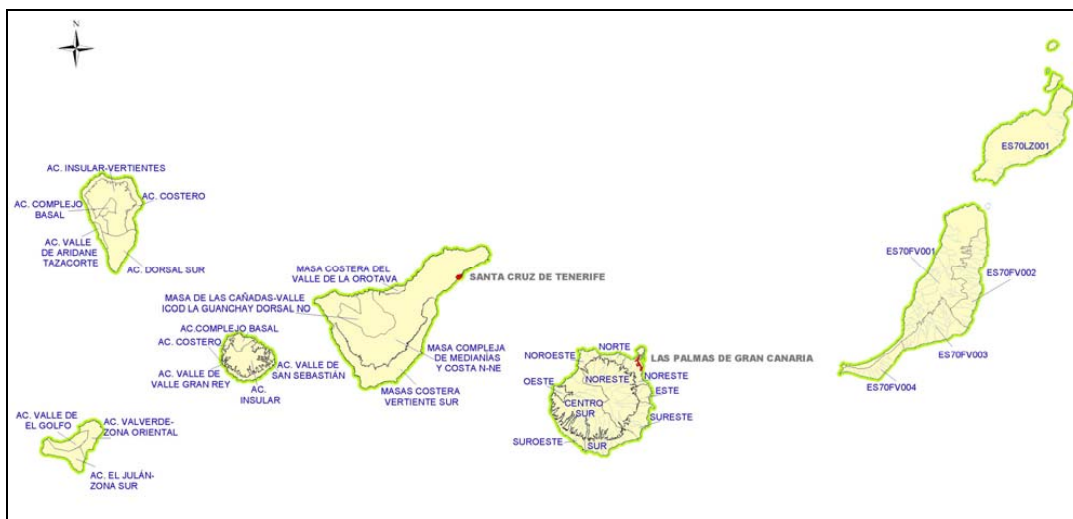 N
ES70LZ001
AC. INSULAR-VERTIENTES
AC. COMPLEJO
BASAL
AC. COSTERO
AC. VALLE
DE ARIDANE
TAZACORTE
AC. DORSAL SUR
ES70FV001
ES70FV002
ES70FV003
ES70FV004
MASA COSTERA DEL
VALLE DE LA OROTAVA
SANTA CRUZ DE TENERIFE
MASA DE LAS CAÑADAS-VALLE
ICOD LA GUANCHAY DORSAL NO
MASA COMPLEJA
DE MEDIANÍAS
Y COSTA N-NE
MASAS COSTERA
VERTIENTE SUR
AC.COMPLEJO BASAL
AC. COSTERO
AC. VALLE DE
VALLE GRAN REY
AC. VALLE DE
SAN SEBASTIÁN
AC.
INSULAR
NORTE
LAS PALMAS DE GRAN CANARIA
NOROESTE
NORESTE
NORESTE
OESTE
ESTE
CENTRO
SUR
SURESTE
SUROESTE
SUR
AC. VALLE DE
EL GOLFO
AC. VALVERDE-
ZONA ORIENTAL
AC. EL JULÁN-
ZONA SUR